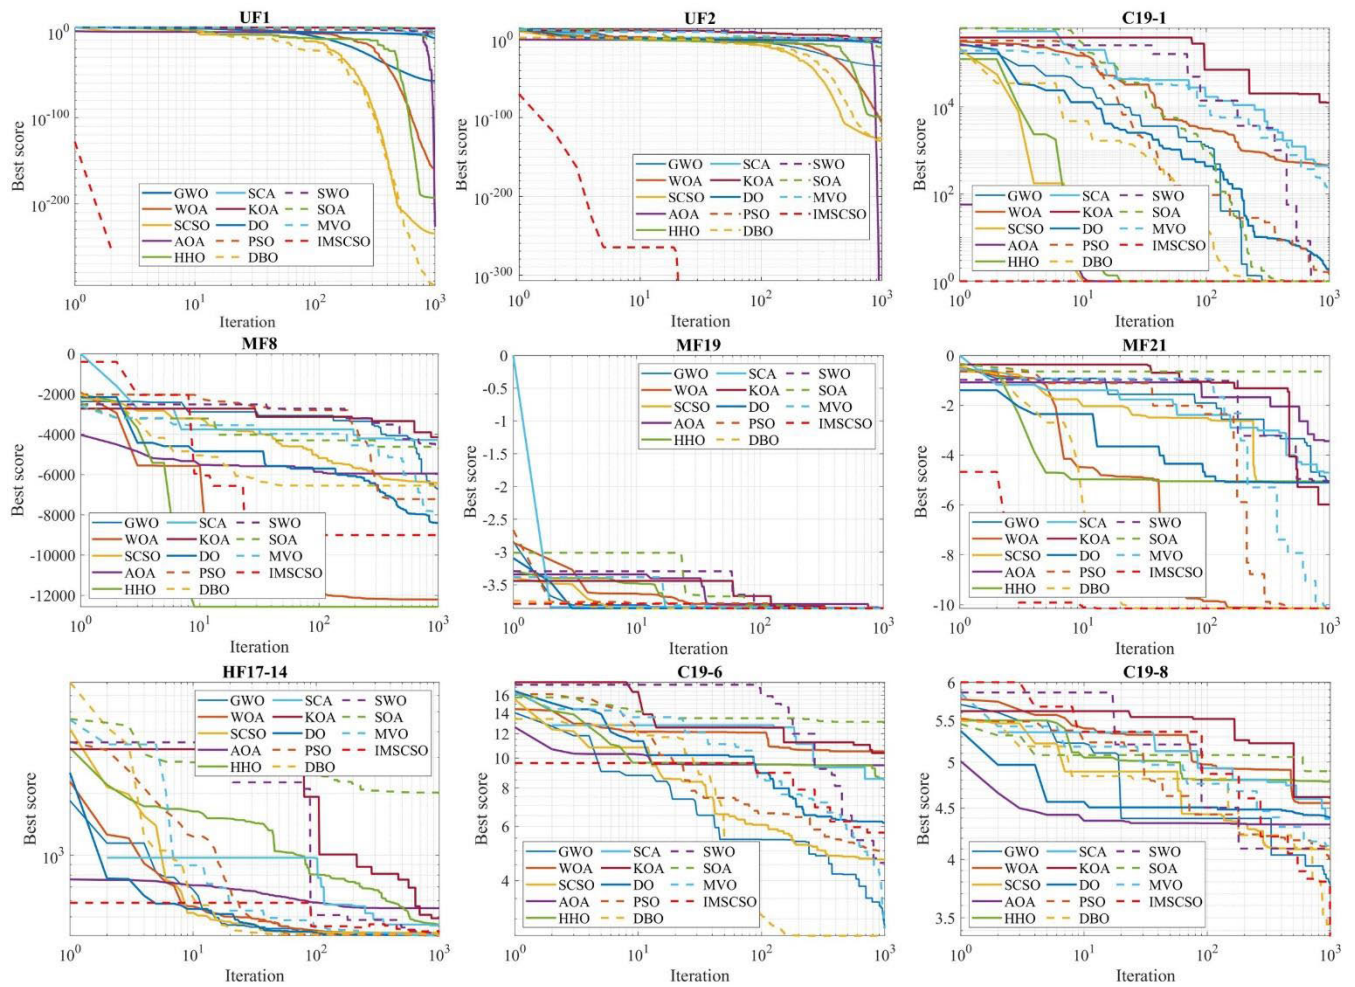 UF1
10^0
10^-100
10^-200
Best score
GWO SCA SWO
WOA KOA SOA
SCSO DO MVO
AOA PSO IMSCSO
HHO DBO
10^0 10^1 10^2 10^3
Iteration
UF2
10^0
10^-100
10^-200
10^-300
Best score
GWO SCA SWO
WOA KOA SOA
SCSO DO MVO
AOA PSO IMSCSO
HHO DBO
10^0 10^1 10^2 10^3
Iteration
C19-1
10^4
10^2
10^0
Best score
GWO SCA SWO
WOA KOA SOA
SCSO DO MVO
AOA PSO IMSCSO
HHO DBO
10^0 10^1 10^2 10^3
Iteration
MF8
0
-2000
-4000
-6000
-8000
-10000
-12000
Best score
GWO SCA SWO
WOA KOA SOA
SCSO DO MVO
AOA PSO IMSCSO
HHO DBO
10^0 10^1 10^2 10^3
Iteration
MF19
0
-0.5
-1
-1.5
-2
-2.5
-3
-3.5
Best score
GWO SCA SWO
WOA KOA SOA
SCSO DO MVO
AOA PSO IMSCSO
HHO DBO
10^0 10^1 10^2 10^3
Iteration
MF21
0
-2
-4
-6
-8
-10
Best score
GWO SCA SWO
WOA KOA SOA
SCSO DO MVO
AOA PSO IMSCSO
HHO DBO
10^0 10^1 10^2 10^3
Iteration
HF17-14
10^3
Best score
GWO SCA SWO
WOA KOA SOA
SCSO DO MVO
AOA PSO IMSCSO
HHO DBO
10^0 10^1 10^2 10^3
Iteration
C19-6
16
14
12
10
8
6
4
Best score
GWO SCA SWO
WOA KOA SOA
SCSO DO MVO
AOA PSO IMSCSO
HHO DBO
10^0 10^1 10^2 10^3
Iteration
C19-8
6
5.5
5
4.5
4
3.5
Best score
GWO SCA SWO
WOA KOA SOA
SCSO DO MVO
AOA PSO IMSCSO
HHO DBO
10^0 10^1 10^2 10^3
Iteration